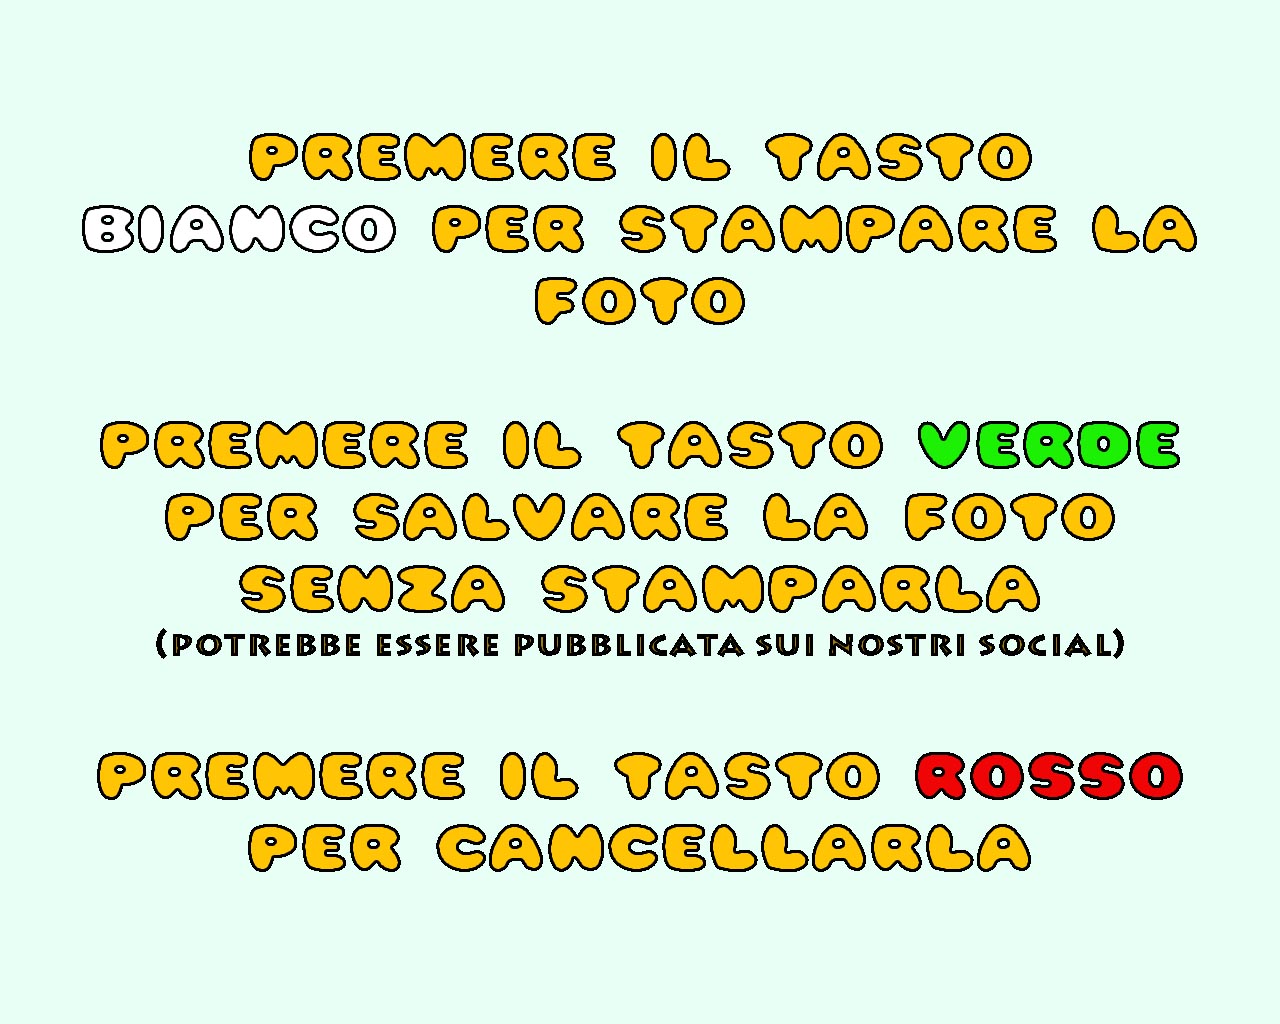 PREMERE IL TASTO
BIANCO PER STAMPARE LA
FOTO
PREMERE IL TASTO VERDE
PER SALVARE LA FOTO
SENZA STAMPARLA
(POTREBBE ESSERE PUBBLICATA SUI NOSTRI SOCIAL)
PREMERE IL TASTO ROSSO
PER CANCELLARLA